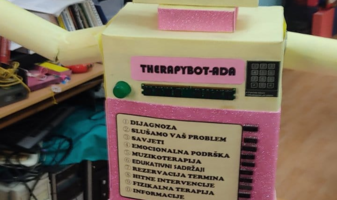 THERAPYBOT-ADA
DIJAGNOZA
SLUŠAMO VAŠ PROBLEM
SAVJETI
EMOCIONALNA PODRŠKA
MUZIKOTERAPIJA
EDUKATIVNI SADRŽAJI
REZERVACIJA TERMINA
HITNE INTERVENCIJE
FIZIKALNA TERAPIJA
INFORMACIJE